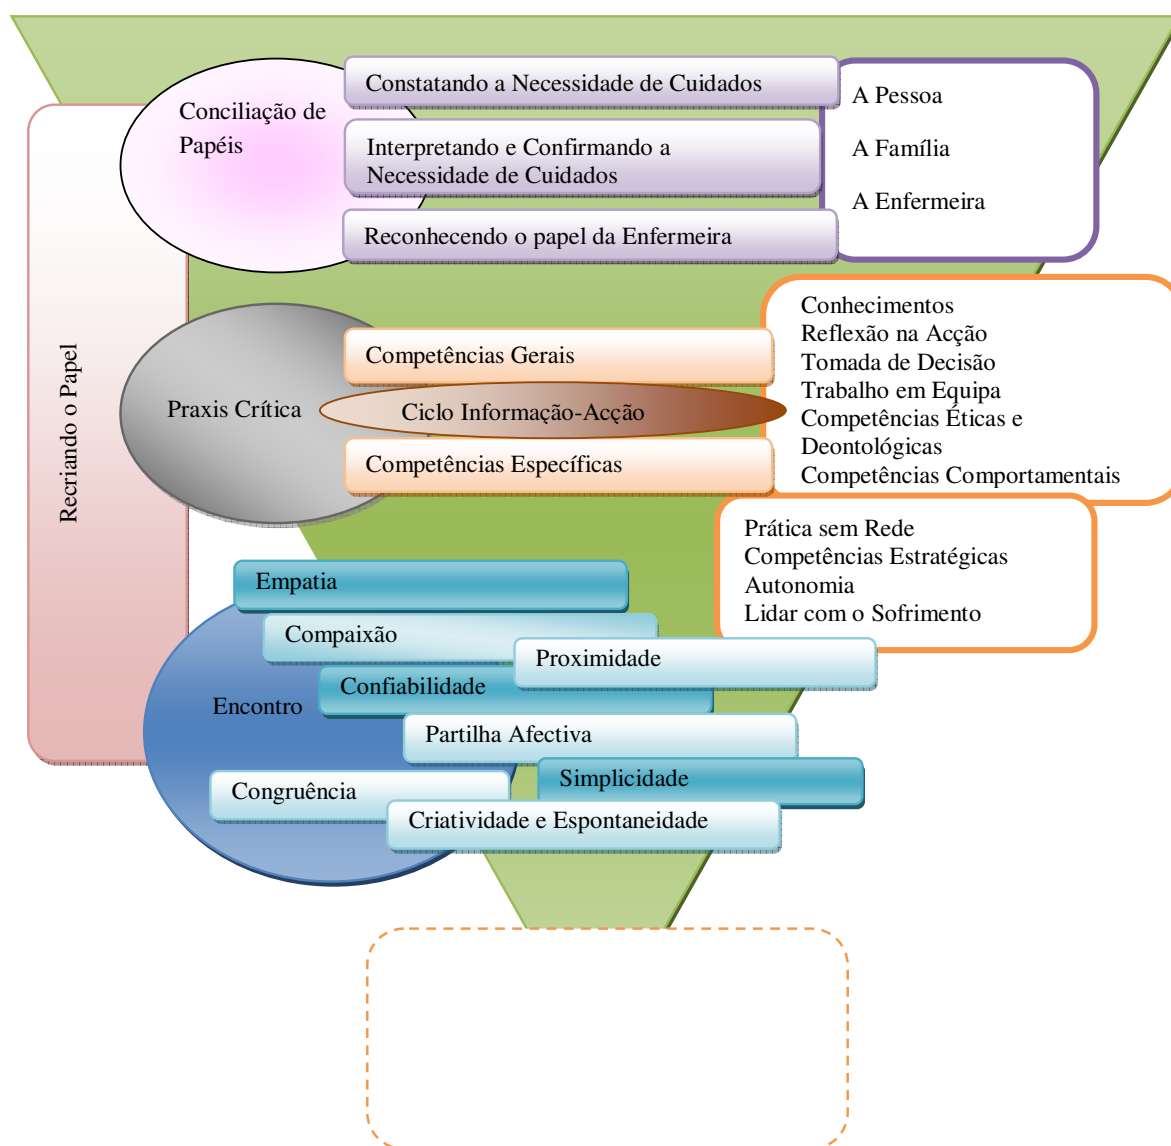 Recriando o Papel
Conciliação de
Papéis
Constatando a Necessidade de Cuidados
Interpretando e Confirmando a
Necessidade de Cuidados
Reconhecendo o papel da Enfermeira
A Pessoa
A Família
A Enfermeira
Praxis Crítica
Competências Gerais
Ciclo Informação-Acção
Competências Específicas
Conhecimentos
Reflexão na Acção
Tomada de Decisão
Trabalho em Equipa
Competências Éticas e
Deontológicas
Competências Comportamentais
Prática sem Rede
Competências Estratégicas
Autonomia
Lidar com o Sofrimento
Encontro
Empatia
Compaixão
Proximidade
Confiabilidade
Partilha Afectiva
Simplicidade
Congruência
Criatividade e Espontaneidade